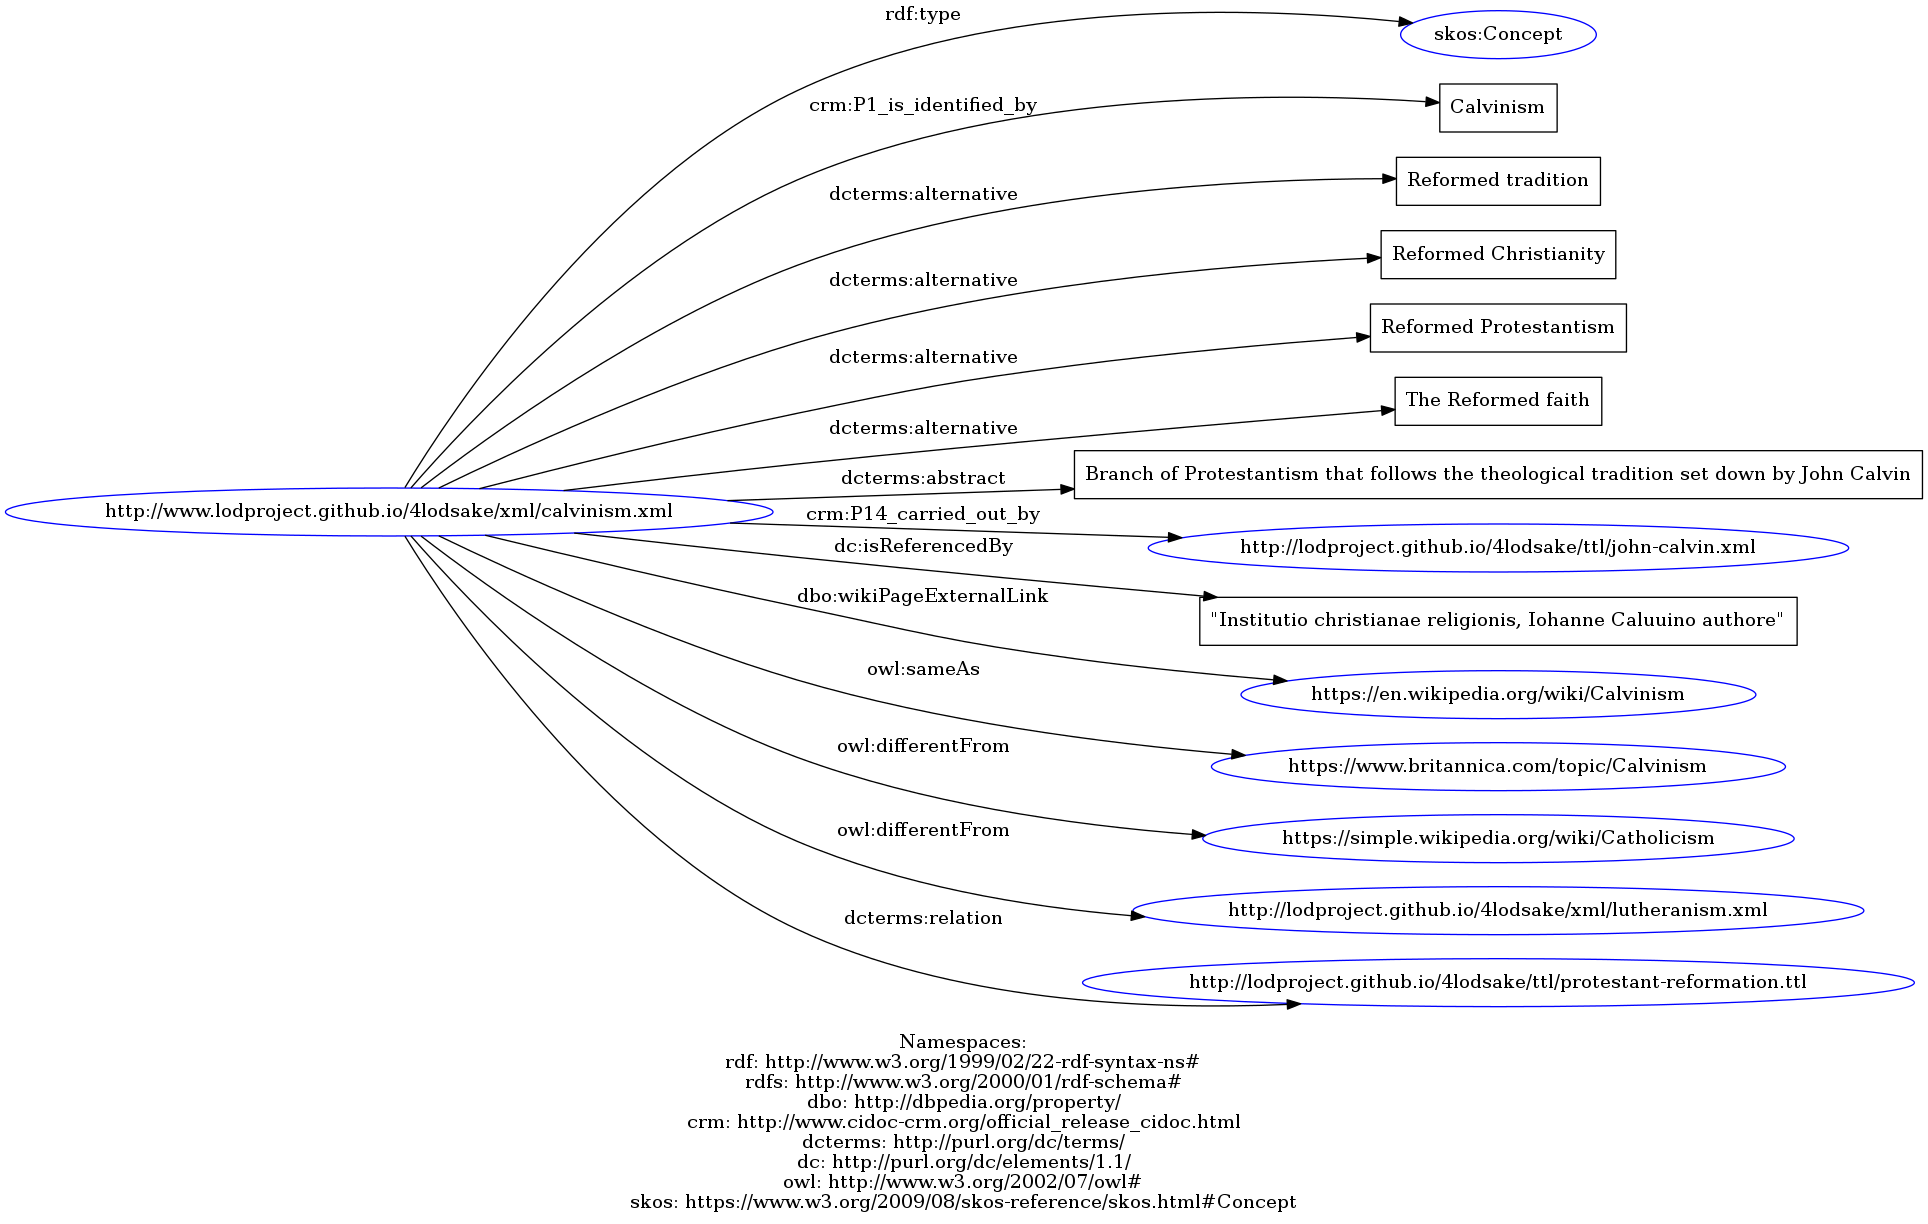 rdf:type
skos:Concept
crm:P1_is_identified_by
Calvinism
dcterms:alternative
Reformed tradition
dcterms:alternative
Reformed Christianity
dcterms:alternative
Reformed Protestantism
dcterms:alternative
The Reformed faith
dcterms:abstract
Branch of Protestantism that follows the theological tradition set down by John Calvin
http://www.lodproject.github.io/4lodsake/xml/calvinism.xml
crm:P14_carried_out_by
http://lodproject.github.io/4lodsake/ttl/john-calvin.xml
dc:isReferencedBy
"Institutio christianae religionis, Iohanne Caluuino authore"
dbo:wikiPageExternalLink
https://en.wikipedia.org/wiki/Calvinism
owl:sameAs
https://www.britannica.com/topic/Calvinism
owl:differentFrom
https://simple.wikipedia.org/wiki/Catholicism
owl:differentFrom
http://lodproject.github.io/4lodsake/xml/lutheranism.xml
dcterms:relation
http://lodproject.github.io/4lodsake/ttl/protestant-reformation.ttl
Namespaces:
rdf: http://www.w3.org/1999/02/22-rdf-syntax-ns#
rdfs: http://www.w3.org/2000/01/rdf-schema#
dbo: http://dbpedia.org/property/
crm: http://www.cidoc-crm.org/official_release_cidoc.html
dcterms: http://purl.org/dc/terms/
dc: http://purl.org/dc/elements/1.1/
owl: http://www.w3.org/2002/07/owl#
skos: https://www.w3.org/2009/08/skos-reference/skos.html#Concept